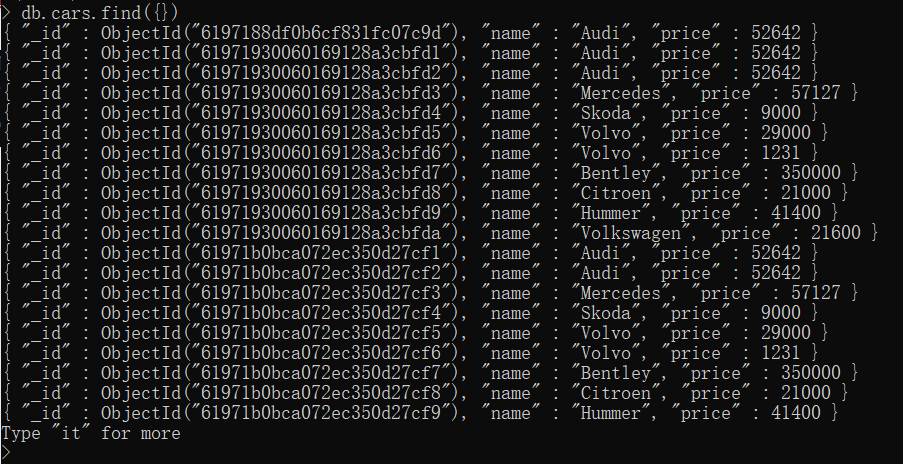 > db.cars.find({})
{ "_id" : ObjectId("6197188df0b6cf831fc07c9d"), "name" : "Audi", "price" : 52642 }
{ "_id" : ObjectId("61971930060169128a3cbfd1"), "name" : "Audi", "price" : 52642 }
{ "_id" : ObjectId("61971930060169128a3cbfd2"), "name" : "Audi", "price" : 52642 }
{ "_id" : ObjectId("61971930060169128a3cbfd3"), "name" : "Mercedes", "price" : 57127 }
{ "_id" : ObjectId("61971930060169128a3cbfd4"), "name" : "Skoda", "price" : 9000 }
{ "_id" : ObjectId("61971930060169128a3cbfd5"), "name" : "Volvo", "price" : 29000 }
{ "_id" : ObjectId("61971930060169128a3cbfd6"), "name" : "Volvo", "price" : 1231 }
{ "_id" : ObjectId("61971930060169128a3cbfd7"), "name" : "Bentley", "price" : 350000 }
{ "_id" : ObjectId("61971930060169128a3cbfd8"), "name" : "Citroen", "price" : 21000 }
{ "_id" : ObjectId("61971930060169128a3cbfd9"), "name" : "Hummer", "price" : 41400 }
{ "_id" : ObjectId("61971930060169128a3cbfda"), "name" : "Volkswagen", "price" : 21600 }
{ "_id" : ObjectId("61971b0bca072ec350d27cf1"), "name" : "Audi", "price" : 52642 }
{ "_id" : ObjectId("61971b0bca072ec350d27cf2"), "name" : "Audi", "price" : 52642 }
{ "_id" : ObjectId("61971b0bca072ec350d27cf3"), "name" : "Mercedes", "price" : 57127 }
{ "_id" : ObjectId("61971b0bca072ec350d27cf4"), "name" : "Skoda", "price" : 9000 }
{ "_id" : ObjectId("61971b0bca072ec350d27cf5"), "name" : "Volvo", "price" : 29000 }
{ "_id" : ObjectId("61971b0bca072ec350d27cf6"), "name" : "Volvo", "price" : 1231 }
{ "_id" : ObjectId("61971b0bca072ec350d27cf7"), "name" : "Bentley", "price" : 350000 }
{ "_id" : ObjectId("61971b0bca072ec350d27cf8"), "name" : "Citroen", "price" : 21000 }
{ "_id" : ObjectId("61971b0bca072ec350d27cf9"), "name" : "Hummer", "price" : 41400 }
Type "it" for more
>